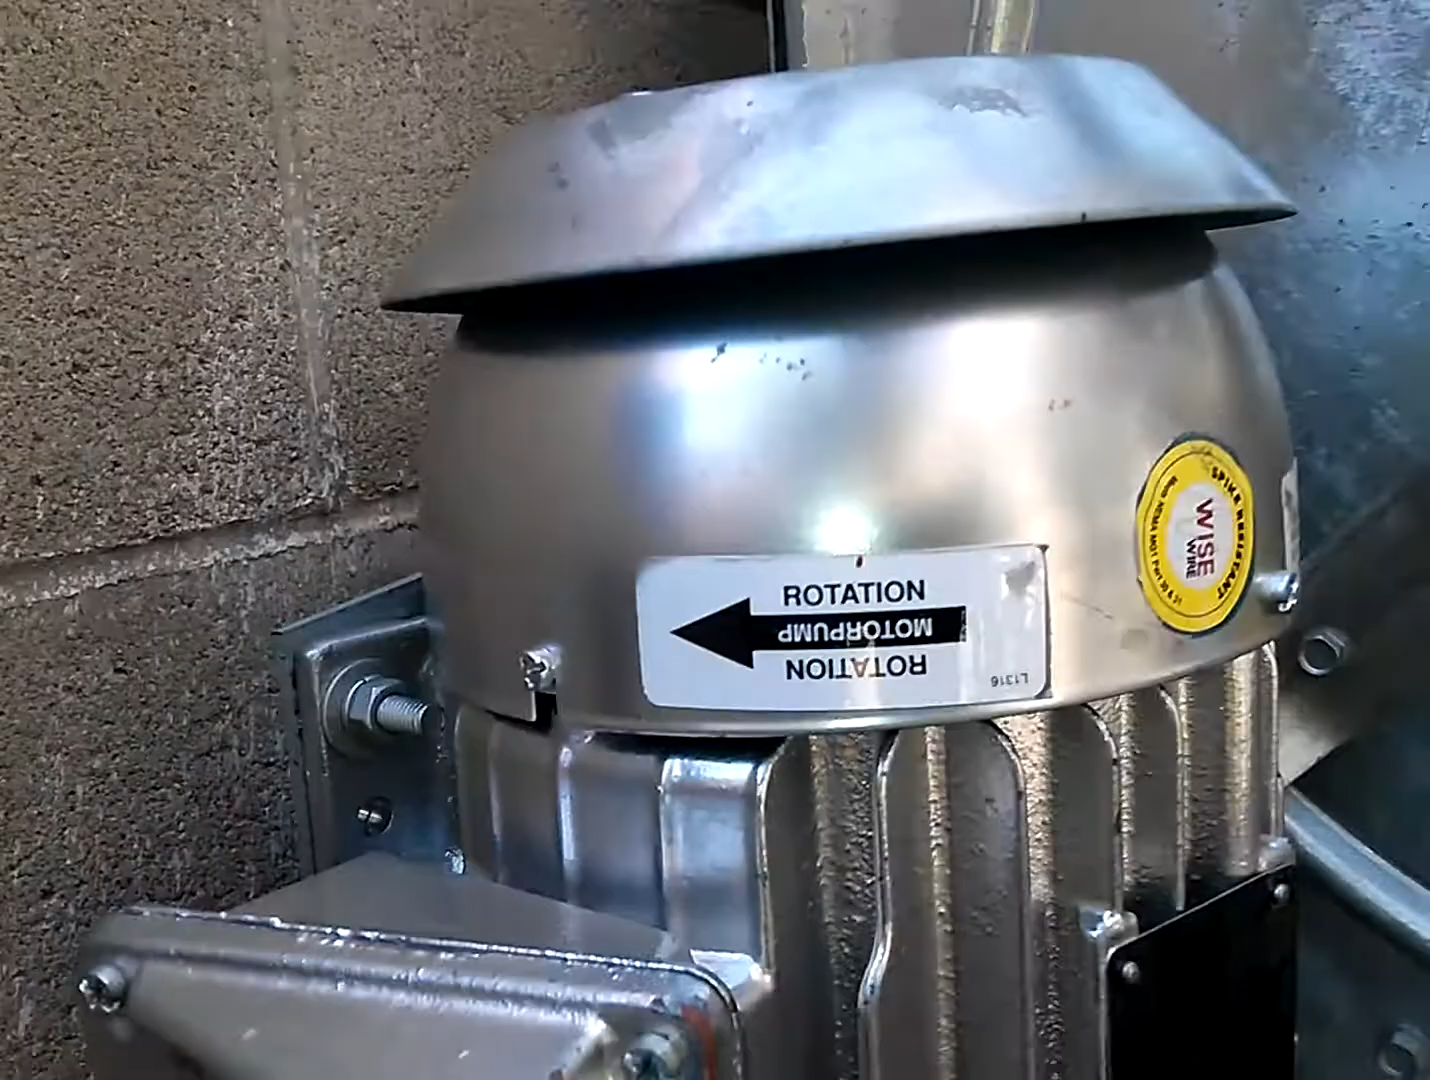 ROTATION
MOTORPUMP
ROTATION
L1316
SPIKE RESISTANT
WISE
WIRE